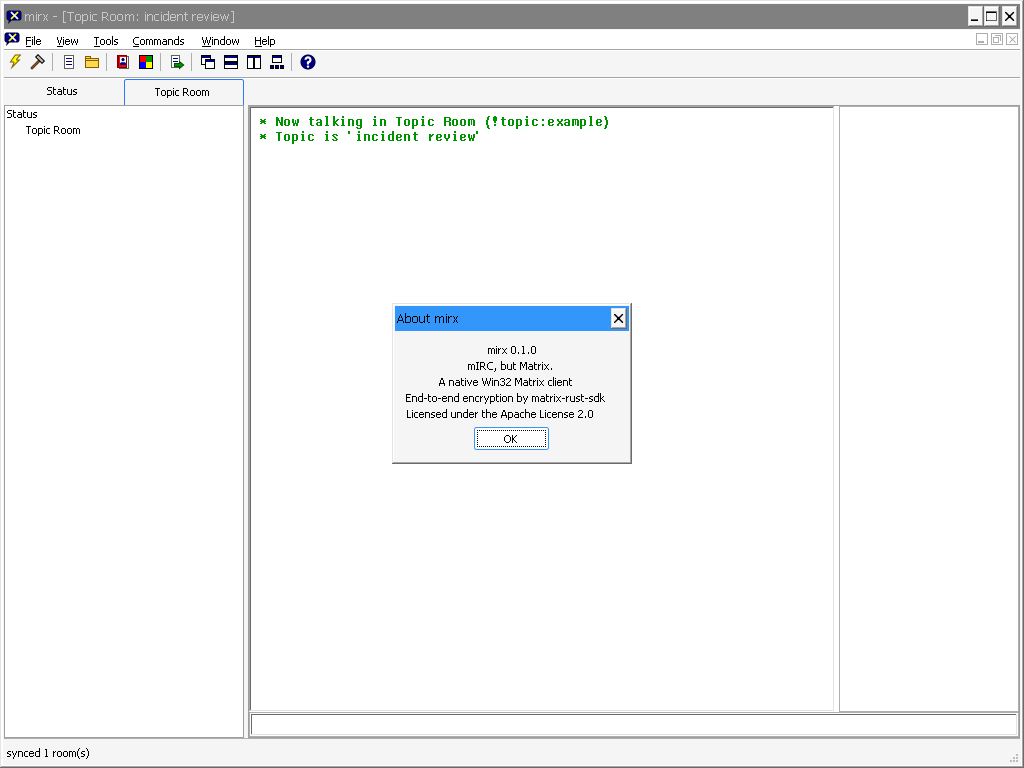 mirx - [Topic Room: incident review]
File View Tools Commands Window Help
Status Topic Room
Status
Topic Room
* Now talking in Topic Room (!topic:example)
* Topic is 'incident review'
About mirx
mirx 0.1.0
mIRC, but Matrix.
A native Win32 Matrix client
End-to-end encryption by matrix-rust-sdk
Licensed under the Apache License 2.0
OK
synced 1 room(s)